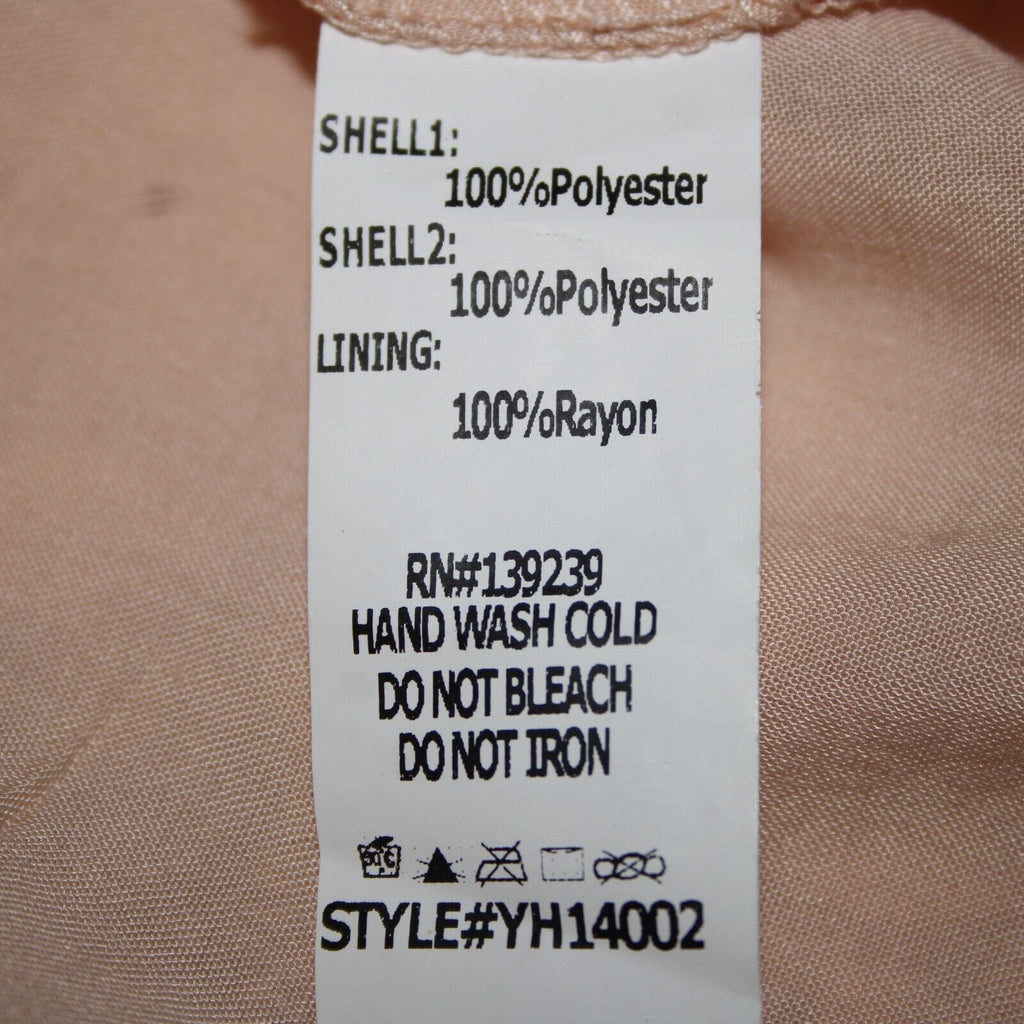 SHELL1:
100%Polyester
SHELL2:
100%Polyester
LINING:
100%Rayon
RN#139239
HAND WASH COLD
DO NOT BLEACH
DO NOT IRON
STYLE#YH14002